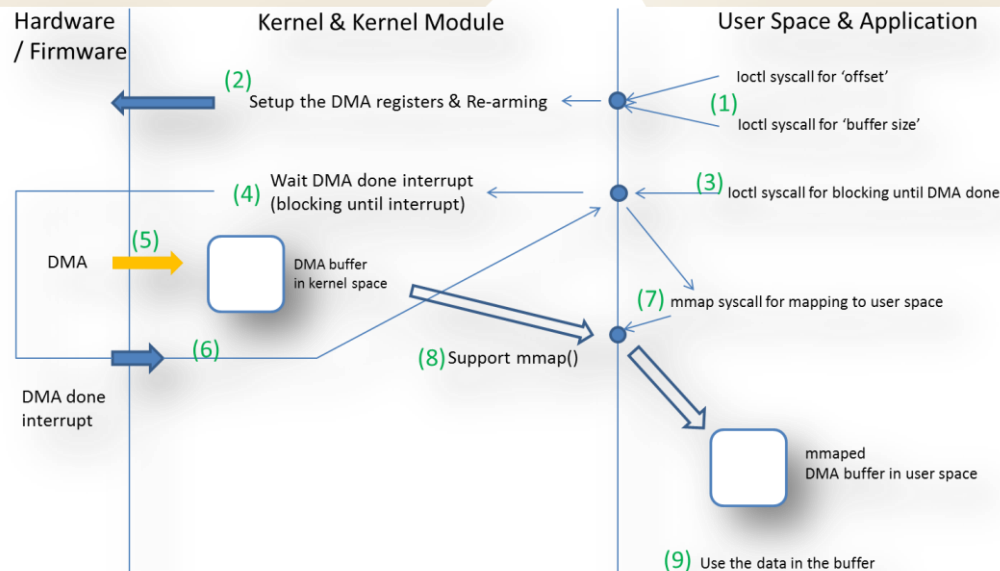 Hardware
/ Firmware
Kernel & Kernel Module
User Space & Application
(2)
Setup the DMA registers & Re-arming
(1)
Ioctl syscall for ‘offset’
Ioctl syscall for ‘buffer size’
(4)
Wait DMA done interrupt
(blocking until interrupt)
(3)
Ioctl syscall for blocking until DMA done
(5)
DMA
DMA buffer
in kernel space
(7)
mmap syscall for mapping to user space
(6)
(8)
Support mmap()
DMA done
interrupt
mmaped
DMA buffer in user space
(9)
Use the data in the buffer